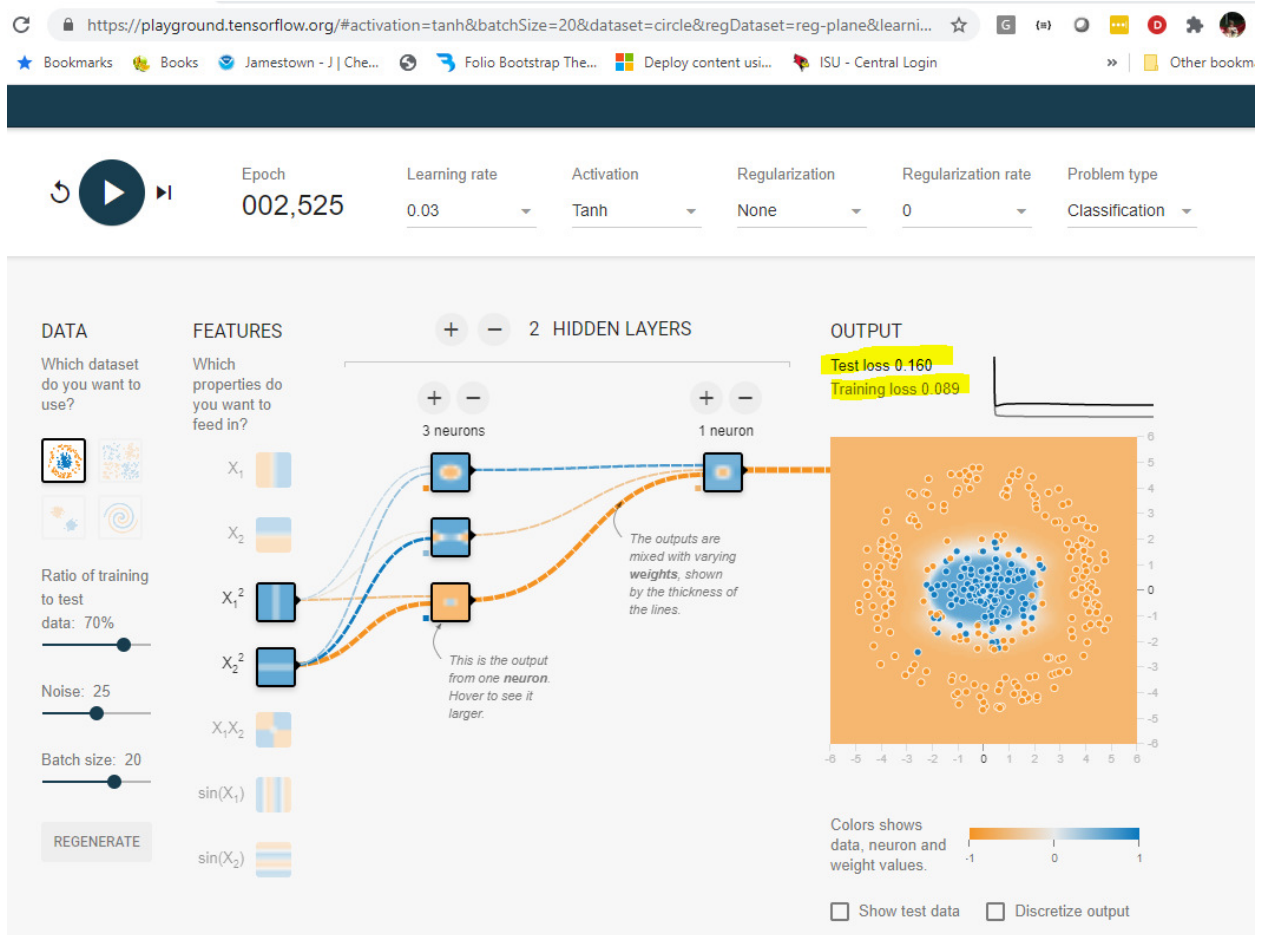 https://playground.tensorflow.org/#activation=tanh&batchSize=20&dataset=circle&regDataset=reg-plane&learni...
Bookmarks Books Jamestown - J | Che... Folio Bootstrap The... Deploy content usi... ISU - Central Login » Other bookm
Epoch
002,525
Learning rate
0.03
Activation
Tanh
Regularization
None
Regularization rate
0
Problem type
Classification
DATA
Which dataset
do you want to
use?
Ratio of training
to test
data: 70%
Noise: 25
Batch size: 20
REGENERATE
FEATURES
Which
properties do
you want to
feed in?
X₁
X₂
X₁²
X₂²
X₁X₂
sin(X₁)
sin(X₂)
+ − 2 HIDDEN LAYERS
+ −
3 neurons
+ −
1 neuron
The outputs are
mixed with varying
weights, shown
by the thickness of
the lines.
This is the output
from one neuron.
Hover to see it
larger.
OUTPUT
Test loss 0.160
Training loss 0.089
6
5
4
3
2
1
0
-1
-2
-3
-4
-5
-6
-6 -5 -4 -3 -2 -1 0 1 2 3 4 5 6
Colors shows
data, neuron and
weight values.
-1 0 1
Show test data Discretize output